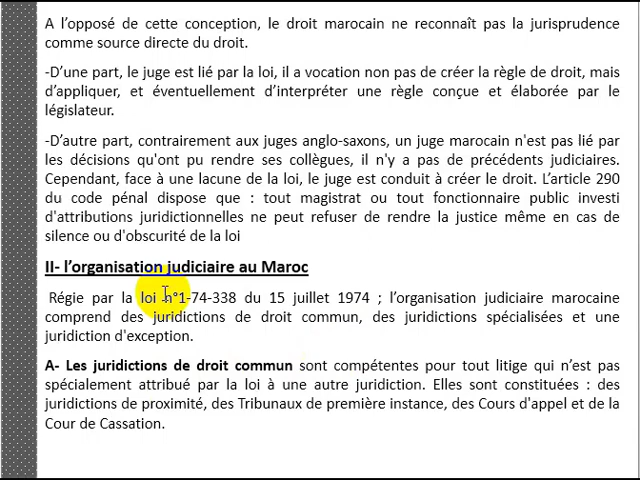 A l'opposé de cette conception, le droit marocain ne reconnaît pas la jurisprudence
comme source directe du droit.
-D'une part, le juge est lié par la loi, il a vocation non pas de créer la règle de droit, mais
d'appliquer, et éventuellement d'interpréter une règle conçue et élaborée par le
législateur.
-D'autre part, contrairement aux juges anglo-saxons, un juge marocain n'est pas lié par
les décisions qu'ont pu rendre ses collègues, il n'y a pas de précédents judiciaires.
Cependant, face à une lacune de la loi, le juge est conduit à créer le droit. L'article 290
du code pénal dispose que : tout magistrat ou tout fonctionnaire public investi
d'attributions juridictionnelles ne peut refuser de rendre la justice même en cas de
silence ou d'obscurité de la loi
II- l'organisation judiciaire au Maroc
Régie par la loi n°1-74-338 du 15 juillet 1974 ; l'organisation judiciaire marocaine
comprend des juridictions de droit commun, des juridictions spécialisées et une
juridiction d'exception.
A- Les juridictions de droit commun sont compétentes pour tout litige qui n'est pas
spécialement attribué par la loi à une autre juridiction. Elles sont constituées : des
juridictions de proximité, des Tribunaux de première instance, des Cours d'appel et de la
Cour de Cassation.